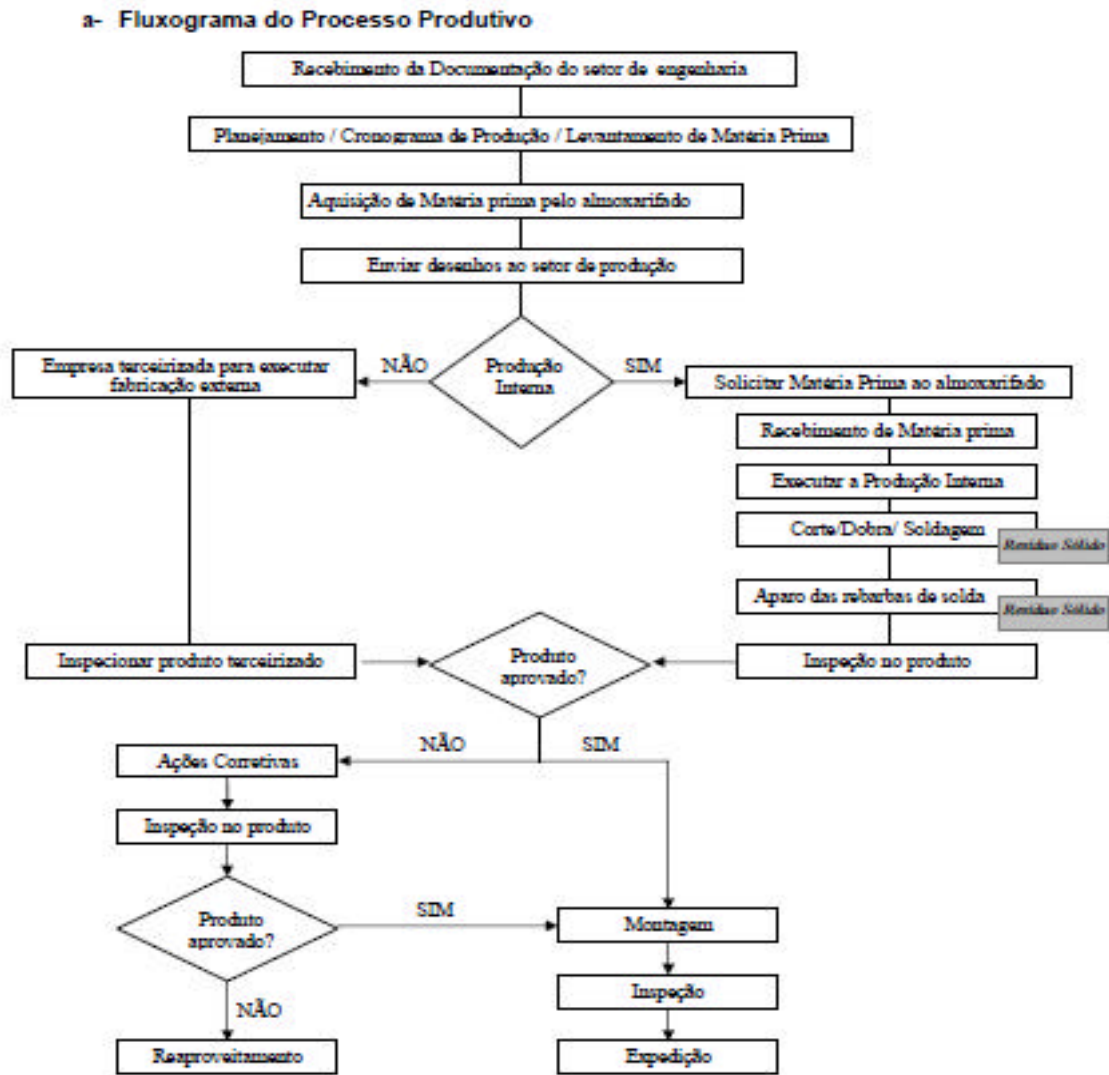 a- Fluxograma do Processo Produtivo
Recebimento da Documentação do setor de engenharia
Planejamento / Cronograma de Produção / Levantamento de Matéria Prima
Aquisição de Matéria prima pelo almoxarifado
Enviar desenhos ao setor de produção
Empresa terceirizada para executar
fabricação externa
NÃO
Produção
Interna
SIM
Solicitar Matéria Prima ao almoxarifado
Recebimento de Matéria prima
Executar a Produção Interna
Corte/Dobra/ Soldagem
Resíduo Sólido
Aparo das rebarbas de solda
Resíduo Sólido
Inspecionar produto terceirizado
Produto
aprovado?
Inspeção no produto
NÃO
SIM
Ações Corretivas
Inspeção no produto
Produto
aprovado?
SIM
Montagem
NÃO
Inspeção
Reaproveitamento
Expedição